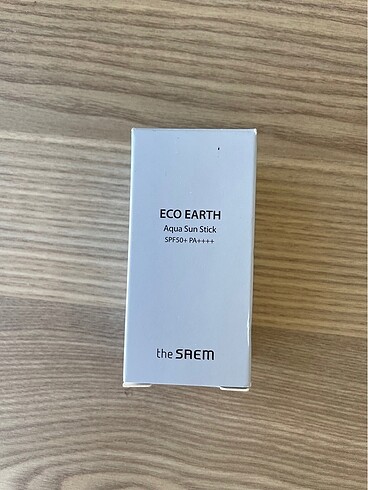 ECO EARTH
Aqua Sun Stick
SPF50+ PA++++
the SAEM